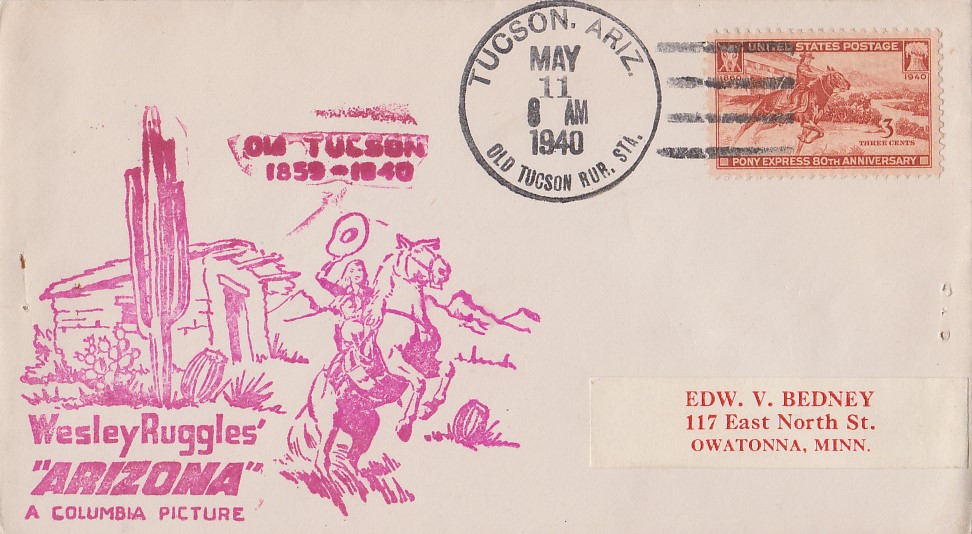 TUCSON, ARIZ.
MAY
11
8 AM
1940
OLD TUCSON RUR. STA.
UNITED STATES POSTAGE
1860 1940
3
THREE CENTS
PONY EXPRESS 80TH ANNIVERSARY
OLD TUCSON
1859-1940
Wesley Ruggles'
"ARIZONA"
A COLUMBIA PICTURE
EDW. V. BEDNEY
117 East North St.
OWATONNA, MINN.